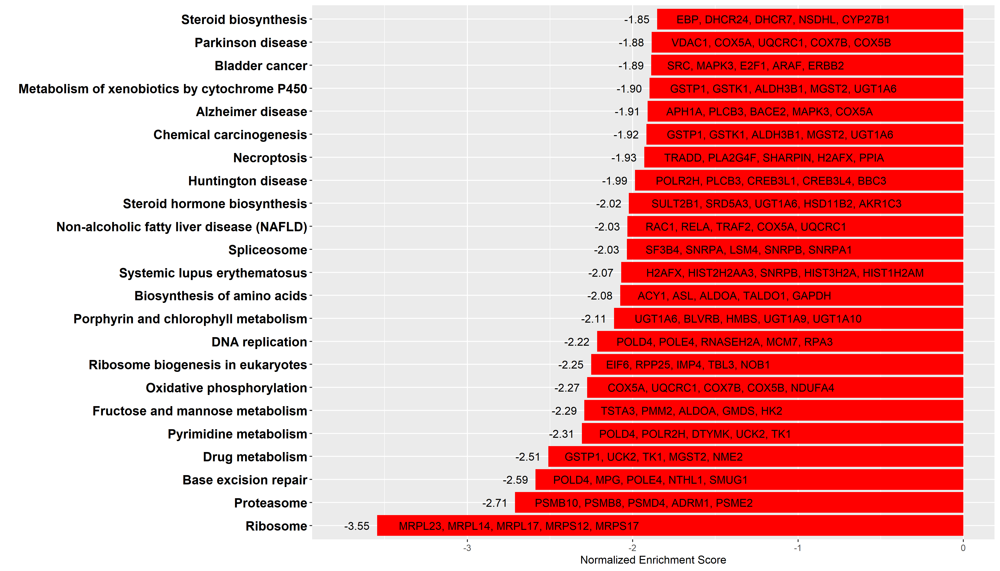 Steroid biosynthesis -1.85 EBP, DHCR24, DHCR7, NSDHL, CYP27B1
Parkinson disease -1.88 VDAC1, COX5A, UQCRC1, COX7B, COX5B
Bladder cancer -1.89 SRC, MAPK3, E2F1, ARAF, ERBB2
Metabolism of xenobiotics by cytochrome P450 -1.90 GSTP1, GSTK1, ALDH3B1, MGST2, UGT1A6
Alzheimer disease -1.91 APH1A, PLCB3, BACE2, MAPK3, COX5A
Chemical carcinogenesis -1.92 GSTP1, GSTK1, ALDH3B1, MGST2, UGT1A6
Necroptosis -1.93 TRADD, PLA2G4F, SHARPIN, H2AFX, PPIA
Huntington disease -1.99 POLR2H, PLCB3, CREB3L1, CREB3L4, BBC3
Steroid hormone biosynthesis -2.02 SULT2B1, SRD5A3, UGT1A6, HSD11B2, AKR1C3
Non-alcoholic fatty liver disease (NAFLD) -2.03 RAC1, RELA, TRAF2, COX5A, UQCRC1
Spliceosome -2.03 SF3B4, SNRPA, LSM4, SNRPB, SNRPA1
Systemic lupus erythematosus -2.07 H2AFX, HIST2H2AA3, SNRPB, HIST3H2A, HIST1H2AM
Biosynthesis of amino acids -2.08 ACY1, ASL, ALDOA, TALDO1, GAPDH
Porphyrin and chlorophyll metabolism -2.11 UGT1A6, BLVRB, HMBS, UGT1A9, UGT1A10
DNA replication -2.22 POLD4, POLE4, RNASEH2A, MCM7, RPA3
Ribosome biogenesis in eukaryotes -2.25 EIF6, RPP25, IMP4, TBL3, NOB1
Oxidative phosphorylation -2.27 COX5A, UQCRC1, COX7B, COX5B, NDUFA4
Fructose and mannose metabolism -2.29 TSTA3, PMM2, ALDOA, GMDS, HK2
Pyrimidine metabolism -2.31 POLD4, POLR2H, DTYMK, UCK2, TK1
Drug metabolism -2.51 GSTP1, UCK2, TK1, MGST2, NME2
Base excision repair -2.59 POLD4, MPG, POLE4, NTHL1, SMUG1
Proteasome -2.71 PSMB10, PSMB8, PSMD4, ADRM1, PSME2
Ribosome -3.55 MRPL23, MRPL14, MRPL17, MRPS12, MRPS17
-3 -2 -1 0
Normalized Enrichment Score